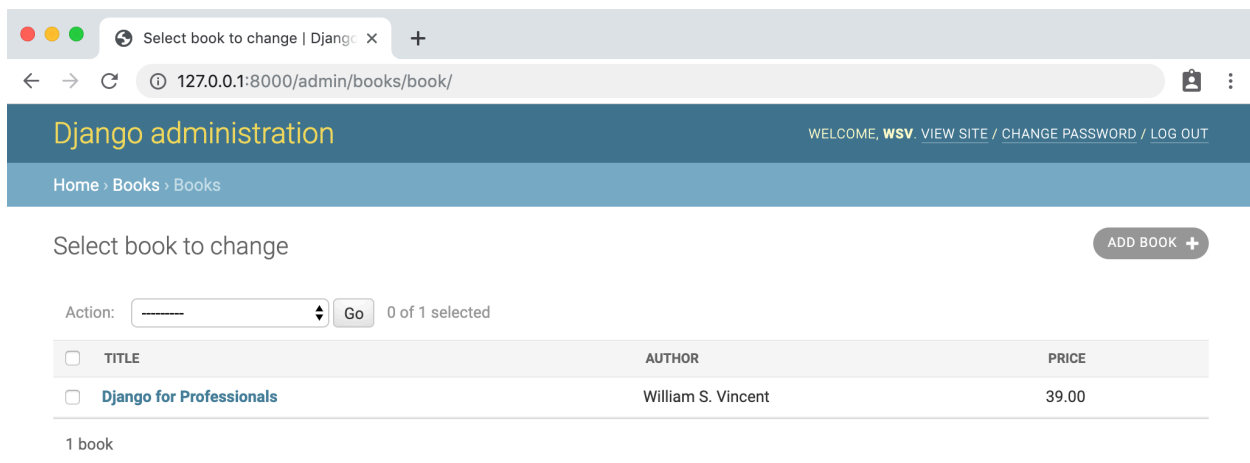 Select book to change | Django
127.0.0.1:8000/admin/books/book/
Django administration
WELCOME, WSV. VIEW SITE / CHANGE PASSWORD / LOG OUT
Home › Books › Books
Select book to change
ADD BOOK +
Action: --------- Go 0 of 1 selected
TITLE AUTHOR PRICE
Django for Professionals William S. Vincent 39.00
1 book